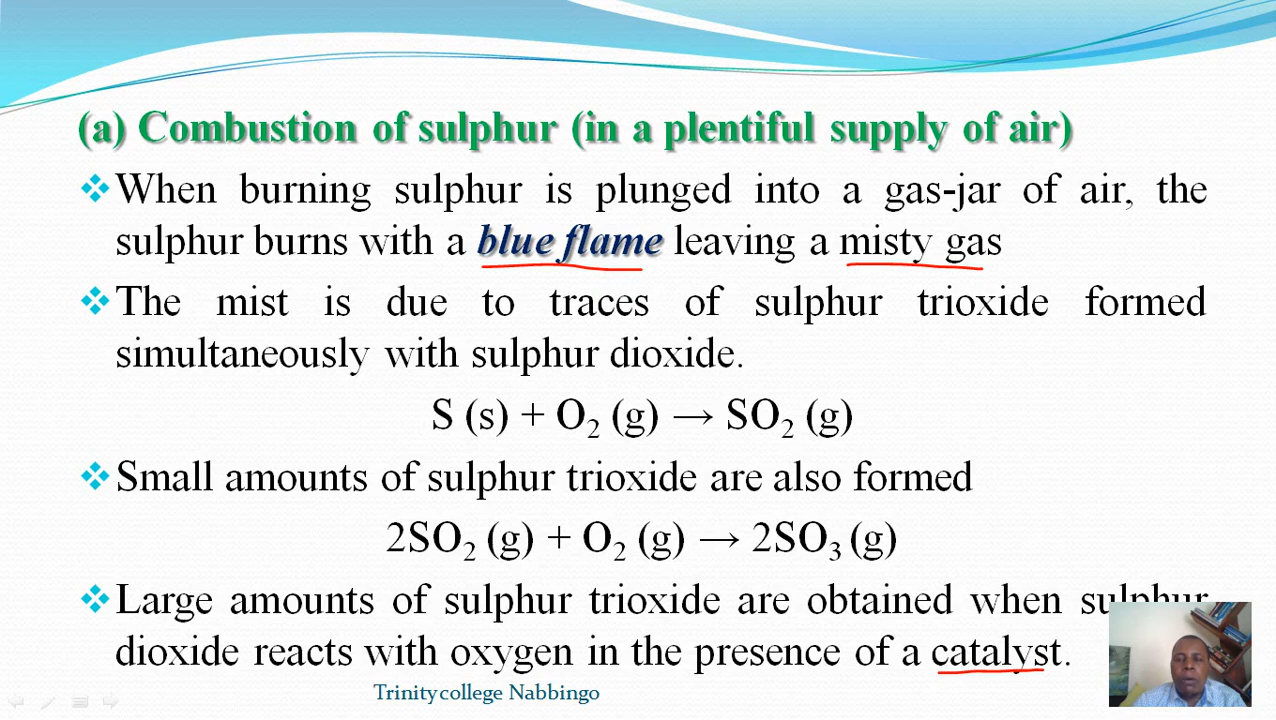 (a) Combustion of sulphur (in a plentiful supply of air)
❖When burning sulphur is plunged into a gas-jar of air, the
sulphur burns with a blue flame leaving a misty gas
❖The mist is due to traces of sulphur trioxide formed
simultaneously with sulphur dioxide.
S (s) + O₂ (g) → SO₂ (g)
❖Small amounts of sulphur trioxide are also formed
2SO₂ (g) + O₂ (g) → 2SO₃ (g)
❖Large amounts of sulphur trioxide are obtained when sulphur
dioxide reacts with oxygen in the presence of a catalyst.
Trinity college Nabbingo